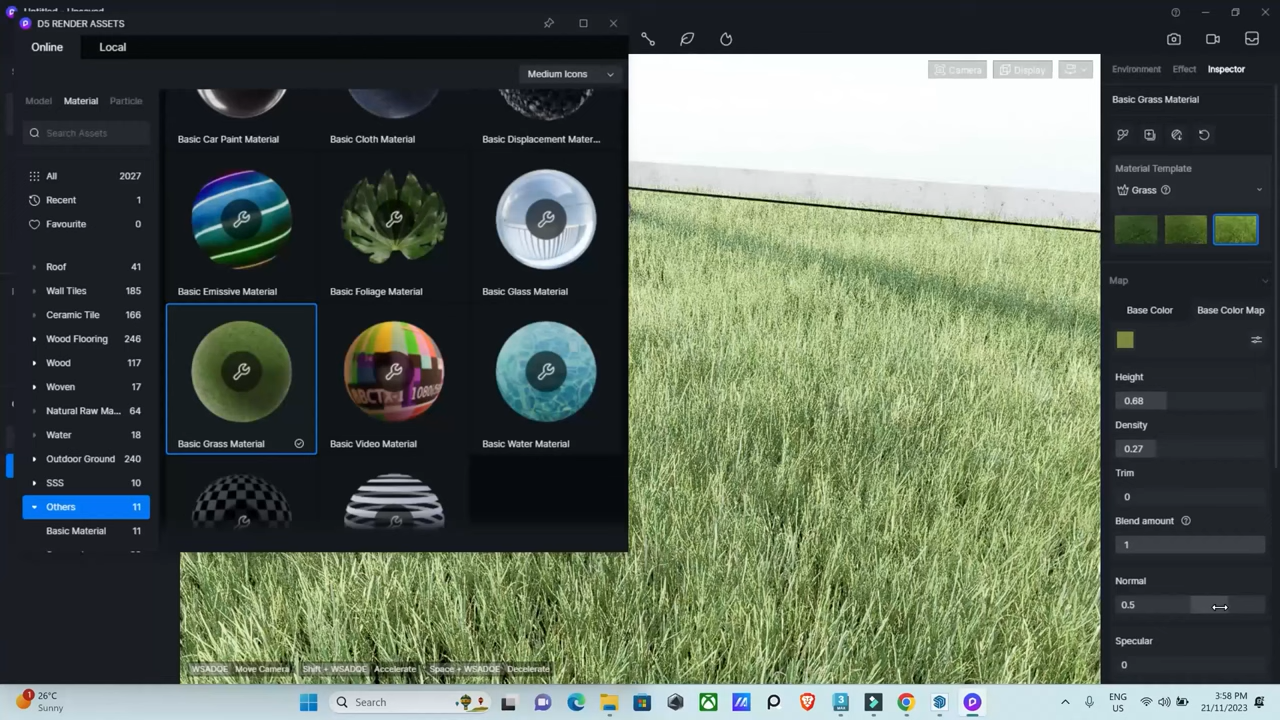 Untitled - Unsaved
D5 RENDER ASSETS
Online
Local
Medium Icons
Model
Material
Particle
Search Assets
All 2027
Recent 1
Favourite 0
Roof 41
Wall Tiles 185
Ceramic Tile 166
Wood Flooring 246
Wood 117
Woven 17
Natural Raw Ma... 64
Water 18
Outdoor Ground 240
SSS 10
Others 11
Basic Material 11
Basic Car Paint Material
Basic Cloth Material
Basic Displacement Mater...
Basic Emissive Material
Basic Foliage Material
Basic Glass Material
Basic Grass Material
Basic Video Material
Basic Water Material
Camera
Display
Environment
Effect
Inspector
Basic Grass Material
Material Template
Grass
Map
Base Color
Base Color Map
Height
0.68
Density
0.27
Trim
0
Blend amount
1
Normal
0.5
Specular
0
WSADQE Move Camera Shift + WSADQE Accelerate Space + WSADQE Decelerate
1
26°C
Sunny
Search
ENG
US
3:58 PM
21/11/2023